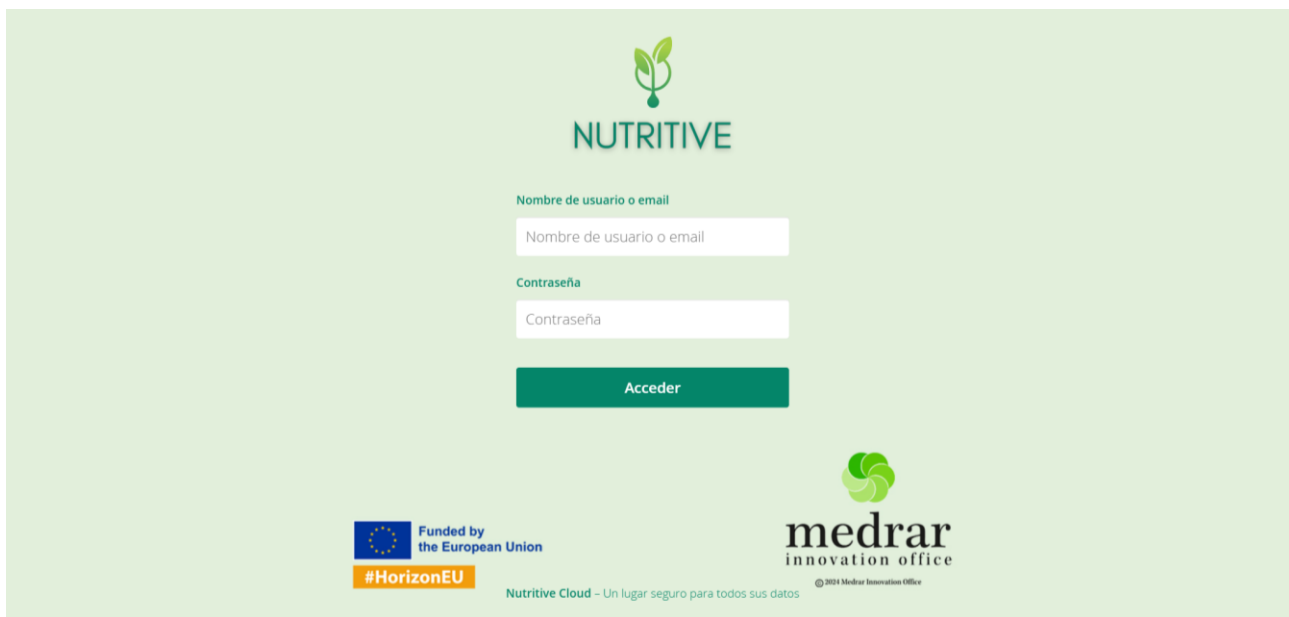 NUTRITIVE
Nombre de usuario o email
Nombre de usuario o email
Contraseña
Contraseña
Acceder
Funded by
the European Union
#HorizonEU
medrar
innovation office
© 2024 Medrar Innovation Office
Nutritive Cloud – Un lugar seguro para todos sus datos